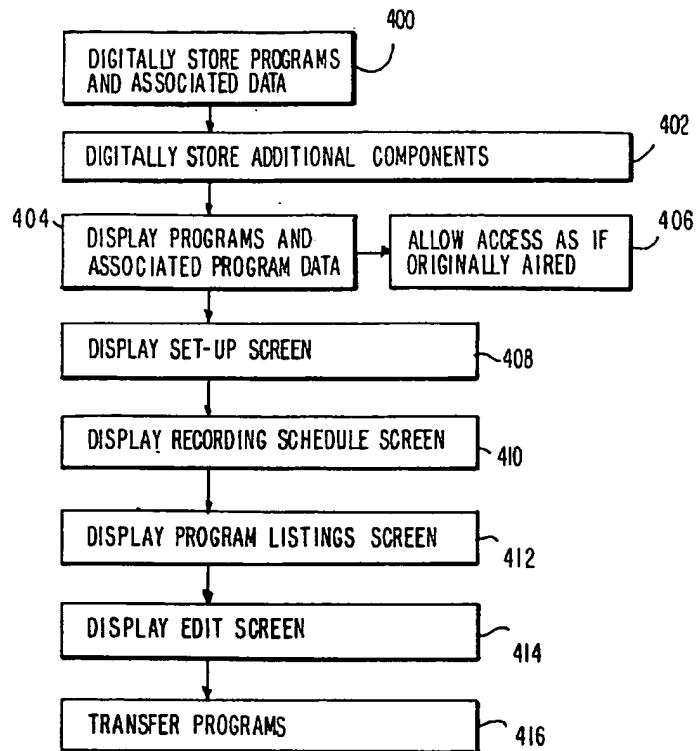 400
DIGITALLY STORE PROGRAMS
AND ASSOCIATED DATA
402
DIGITALLY STORE ADDITIONAL COMPONENTS
404
DISPLAY PROGRAMS AND
ASSOCIATED PROGRAM DATA
406
ALLOW ACCESS AS IF
ORIGINALLY AIRED
DISPLAY SET-UP SCREEN
408
DISPLAY RECORDING SCHEDULE SCREEN
410
DISPLAY PROGRAM LISTINGS SCREEN
412
DISPLAY EDIT SCREEN
414
TRANSFER PROGRAMS
416